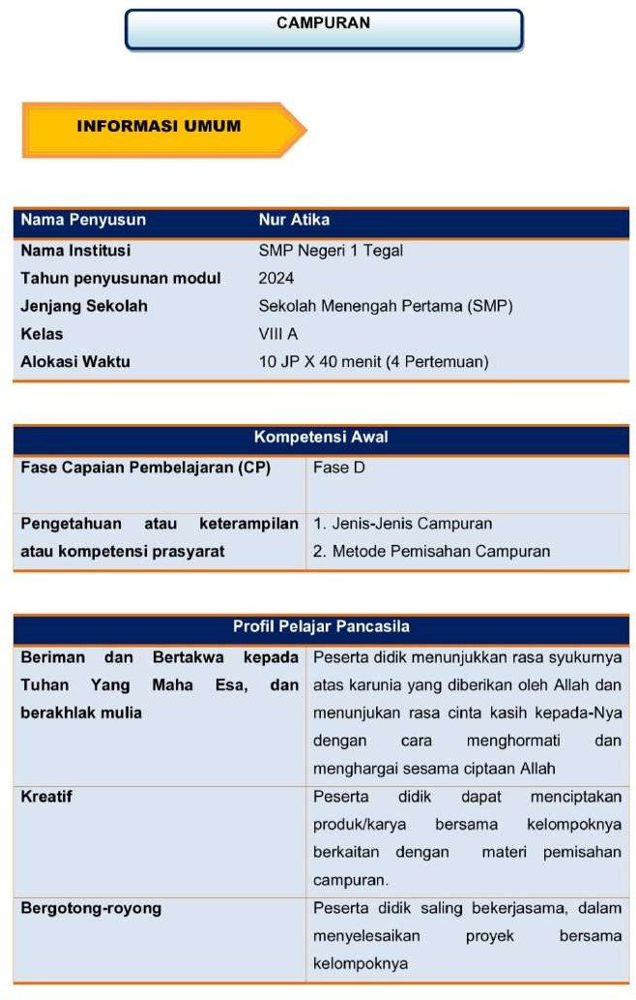 CAMPURAN
INFORMASI UMUM
Nama Penyusun Nur Atika
Nama Institusi SMP Negeri 1 Tegal
Tahun penyusunan modul 2024
Jenjang Sekolah Sekolah Menengah Pertama (SMP)
Kelas VIII A
Alokasi Waktu 10 JP X 40 menit (4 Pertemuan)
Kompetensi Awal
Fase Capaian Pembelajaran (CP) Fase D
Pengetahuan atau keterampilan 1. Jenis-Jenis Campuran
atau kompetensi prasyarat 2. Metode Pemisahan Campuran
Profil Pelajar Pancasila
Beriman dan Bertakwa kepada Peserta didik menunjukkan rasa syukurnya
Tuhan Yang Maha Esa, dan atas karunia yang diberikan oleh Allah dan
berakhlak mulia menunjukan rasa cinta kasih kepada-Nya
dengan cara menghormati dan
menghargai sesama ciptaan Allah
Kreatif Peserta didik dapat menciptakan
produk/karya bersama kelompoknya
berkaitan dengan materi pemisahan
campuran.
Bergotong-royong Peserta didik saling bekerjasama, dalam
menyelesaikan proyek bersama
kelompoknya